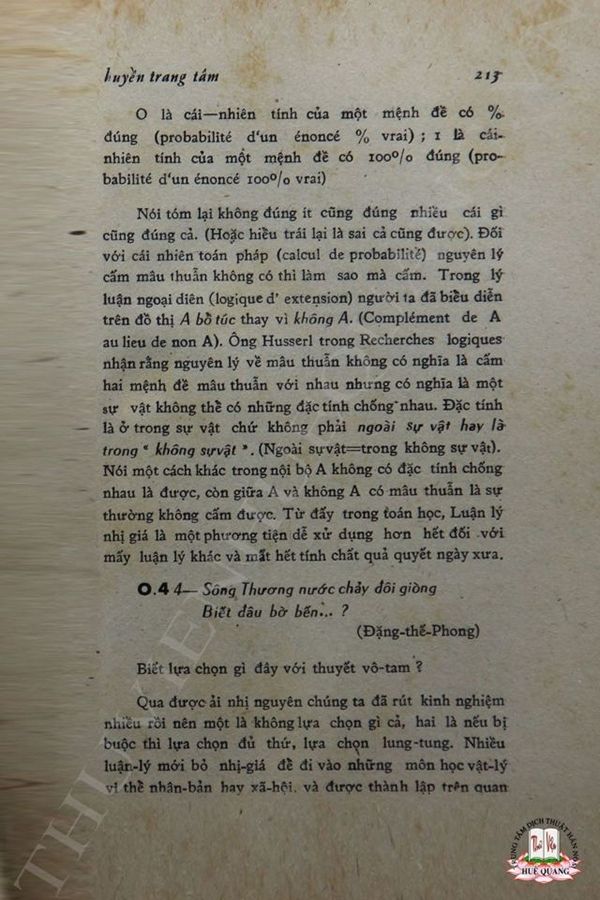 huyền trang tâm 213
O là cái—nhiên tính của một mệnh đề có %
đúng (probabilité d'un énoncé % vrai) ; 1 là cái-
nhiên tính của một mệnh đề có 100% đúng (pro-
babilité d'un énoncé 100% vrai)
Nói tóm lại không đúng ít cũng đúng nhiều cái gì
cũng đúng cả. (Hoặc hiểu trái lại là sai cả cũng được). Đối
với cái nhiên toán pháp (calcul de probabilité) nguyên lý
cấm mâu thuẫn không có thì làm sao mà cấm. Trong lý
luận ngoại diên (logique d' extension) người ta đã biểu diễn
trên đồ thị A bổ túc thay vì không A. (Complément de A
au lieu de non A). Ông Husserl trong Recherches logiques
nhận rằng nguyên lý về mâu thuẫn không có nghĩa là cấm
hai mệnh đề mâu thuẫn với nhau nhưng có nghĩa là một
sự vật không thể có những đặc tính chống nhau. Đặc tính
là ở trong sự vật chứ không phải ngoài sự vật hay là
trong " không sựvật ". (Ngoài sựvật=trong không sự vật).
Nói một cách khác trong nội bộ A không có đặc tính chống
nhau là được, còn giữa A và không A có mâu thuẫn là sự
thường không cấm được. Từ đấy trong toán học, Luận lý
nhị giá là một phương tiện dễ xử dụng hơn hết đối với
mấy luận lý khác và mất hết tính chất quả quyết ngày xưa.
O.4 4— Sông Thương nước chảy đôi giòng
Biết đâu bờ bến... ?
(Đặng-thế-Phong)
Biết lựa chọn gì đây với thuyết vô-tam ?
Qua được ải nhị nguyên chúng ta đã rút kinh nghiệm
nhiều rồi nên một là không lựa chọn gì cả, hai là nếu bị
buộc thì lựa chọn đủ thứ, lựa chọn lung-tung. Nhiều
luận-lý mới bỏ nhị-giá để đi vào những môn học vật-lý
vi thể nhân-bản hay xã-hội, và được thành lập trên quan
TRUNG TÂM DỊCH THUẬT HÁN NÔM
HUỆ QUANG